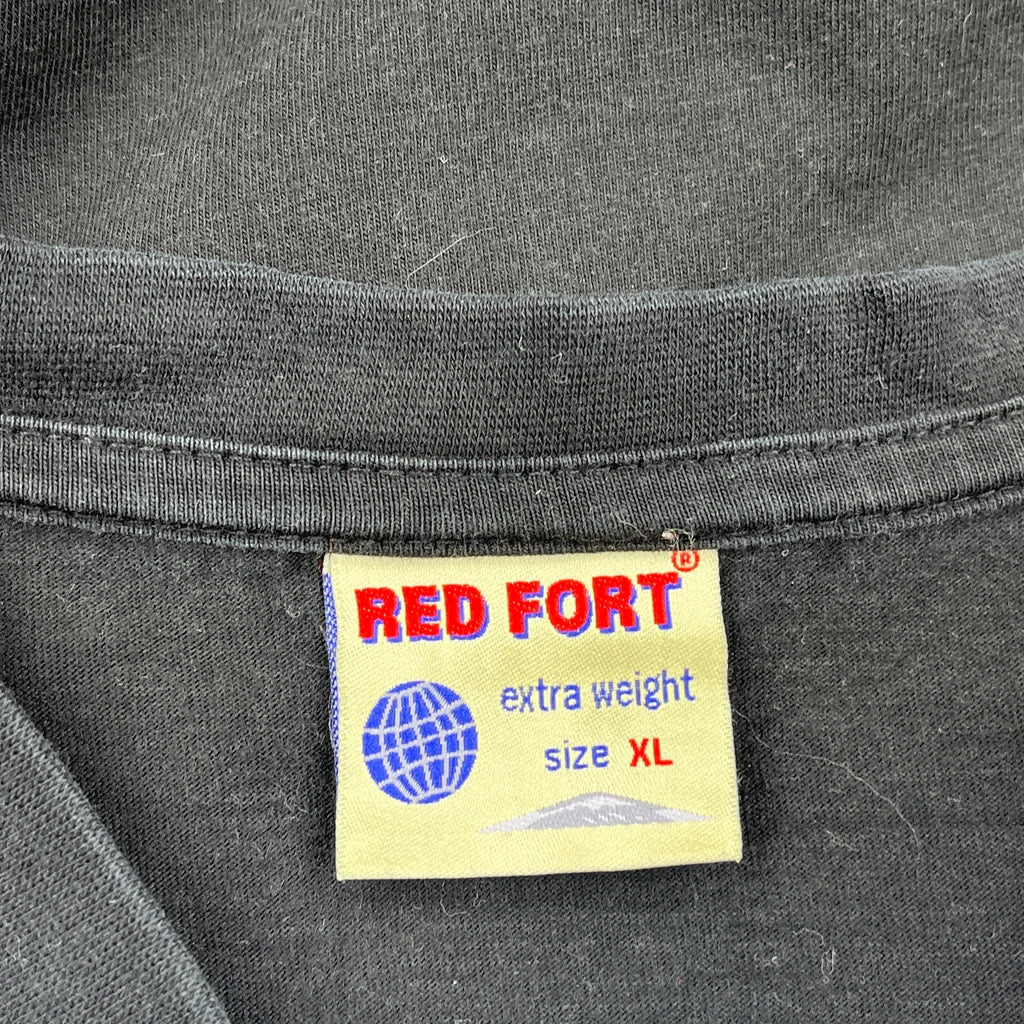 RED FORT®
extra weight
size XL